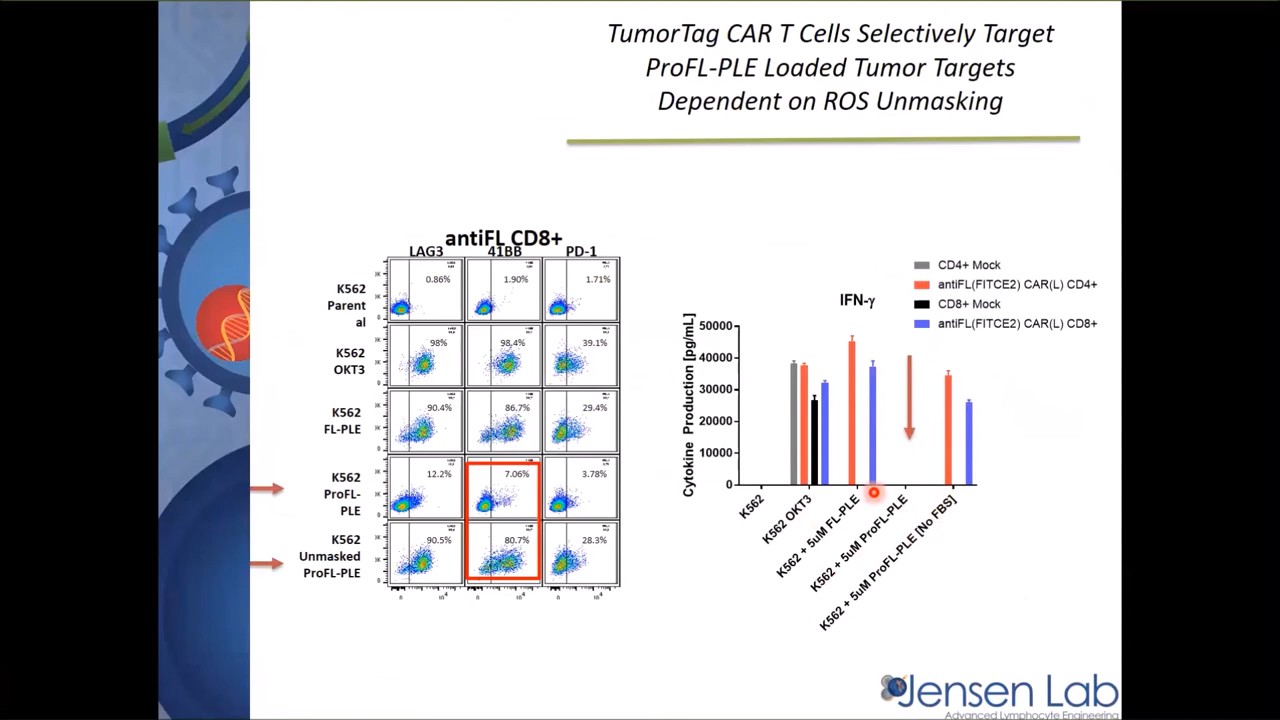 TumorTag CAR T Cells Selectively Target
ProFL-PLE Loaded Tumor Targets
Dependent on ROS Unmasking
antiFL CD8+
LAG3 41BB PD-1
K562
Parent
al
0.86% 1.90% 1.71%
K562
OKT3
98% 98.4% 39.1%
K562
FL-PLE
90.4% 86.7% 29.4%
K562
ProFL-
PLE
12.2% 7.06% 3.78%
K562
Unmasked
ProFL-PLE
90.5% 80.7% 28.3%
CD4+ Mock
antiFL(FITCE2) CAR(L) CD4+
CD8+ Mock
antiFL(FITCE2) CAR(L) CD8+
IFN-γ
Cytokine Production [pg/mL]
50000
40000
30000
20000
10000
0
K562
K562 OKT3
K562 + 5uM FL-PLE
K562 + 5uM ProFL-PLE
K562 + 5uM ProFL-PLE [No FBS]
Jensen Lab
Advanced Lymphocyte Engineering